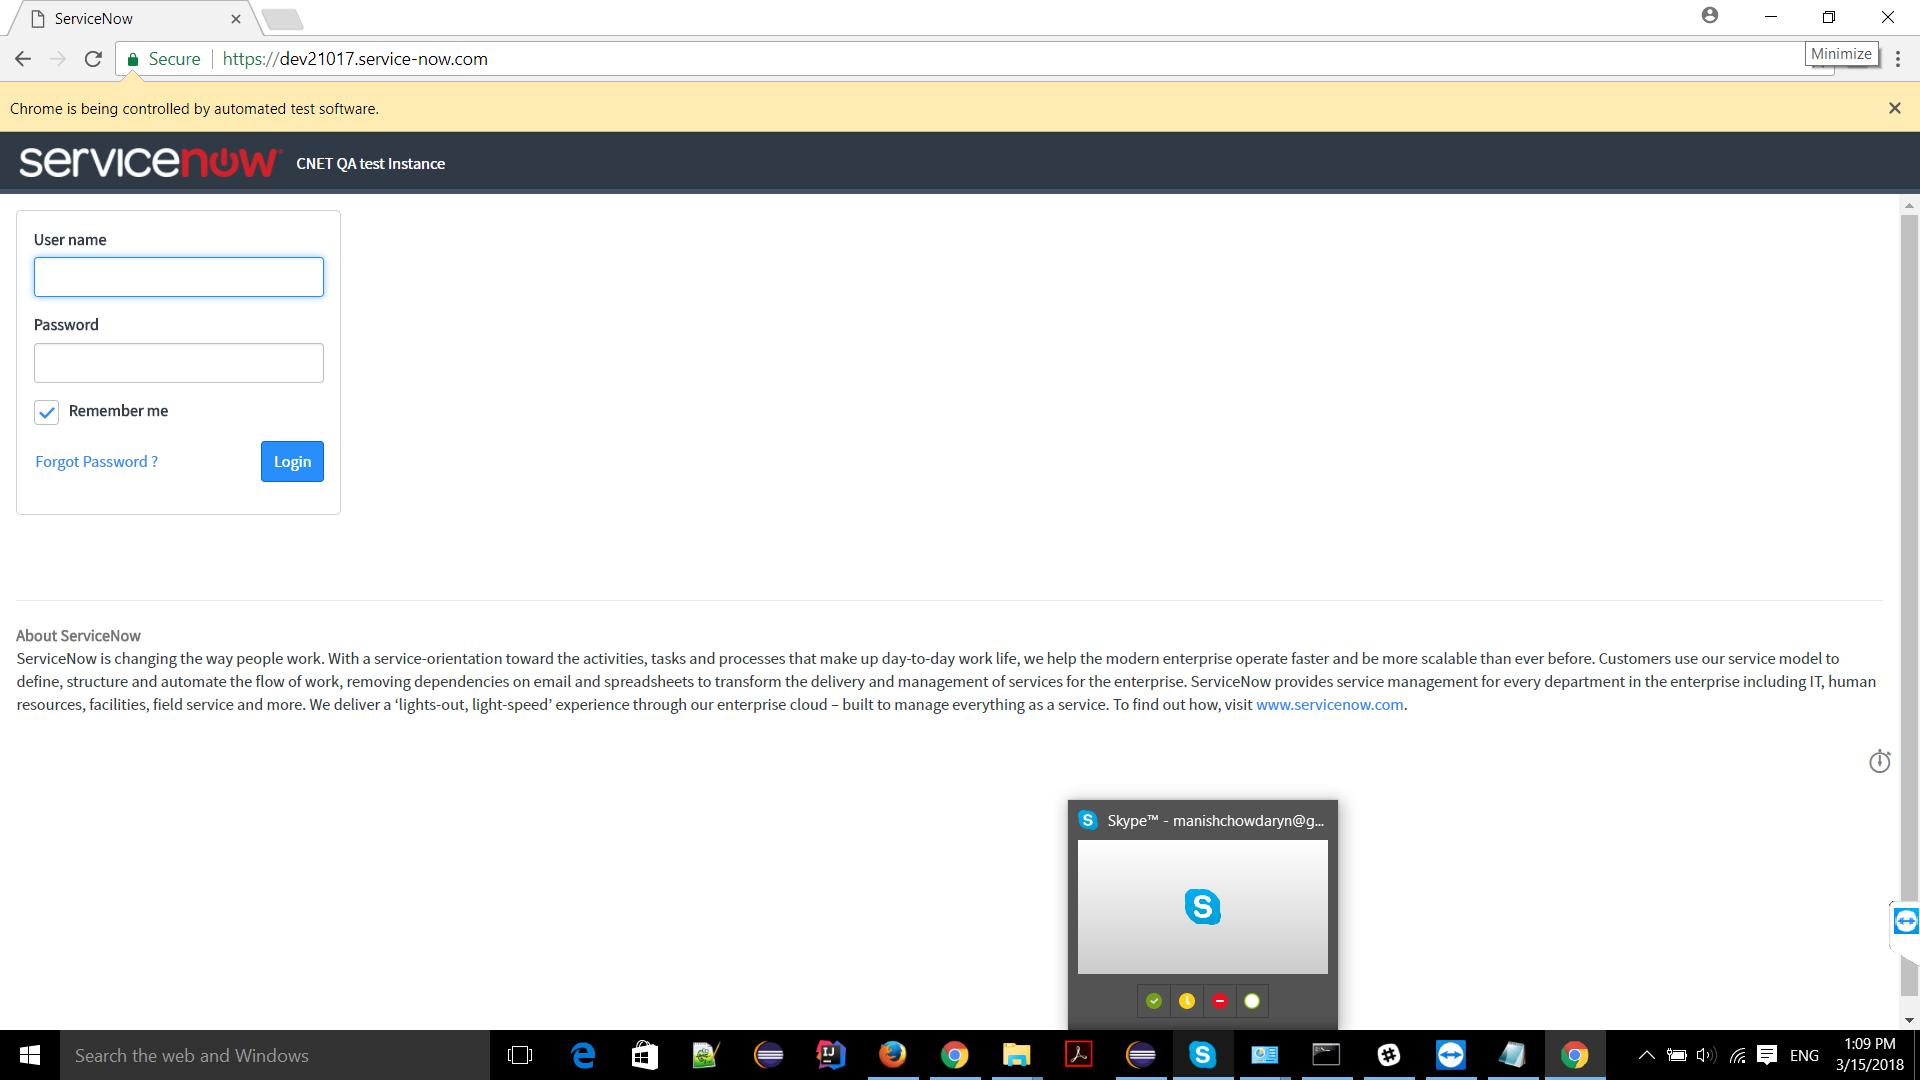 ServiceNow
Secure
https://dev21017.service-now.com
Minimize
Chrome is being controlled by automated test software.
servicenow
CNET QA test Instance
User name
Password
Remember me
Forgot Password ?
Login
About ServiceNow
ServiceNow is changing the way people work. With a service-orientation toward the activities, tasks and processes that make up day-to-day work life, we help the modern enterprise operate faster and be more scalable than ever before. Customers use our service model to
define, structure and automate the flow of work, removing dependencies on email and spreadsheets to transform the delivery and management of services for the enterprise. ServiceNow provides service management for every department in the enterprise including IT, human
resources, facilities, field service and more. We deliver a ‘lights-out, light-speed’ experience through our enterprise cloud – built to manage everything as a service. To find out how, visit www.servicenow.com.
Skype™ - manishchowdaryn@g...
S
Search the web and Windows
IJ
ENG
1:09 PM
3/15/2018